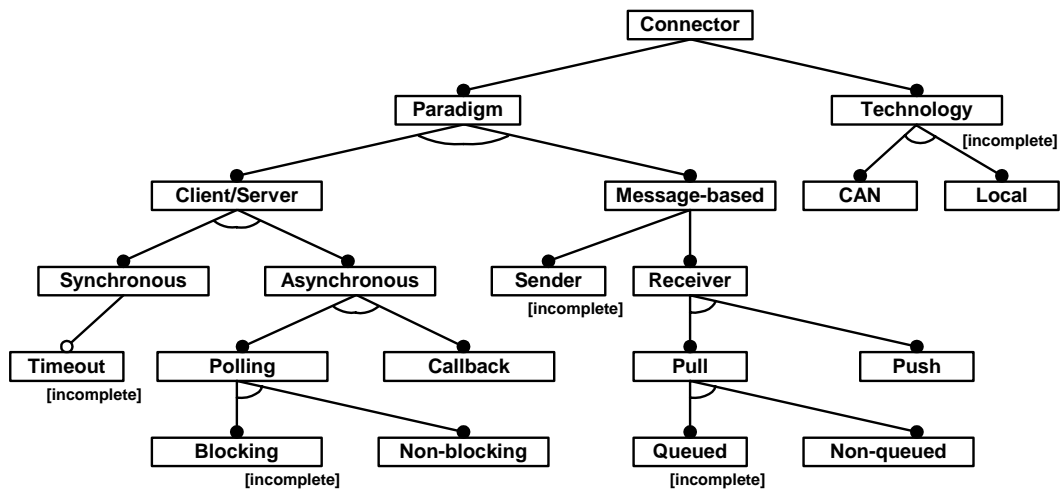 Connector
Paradigm
Technology
[incomplete]
Client/Server
Message-based
CAN
Local
Synchronous
Asynchronous
Sender
Receiver
[incomplete]
Timeout
Polling
Callback
Pull
Push
[incomplete]
Blocking
Non-blocking
Queued
Non-queued
[incomplete]
[incomplete]